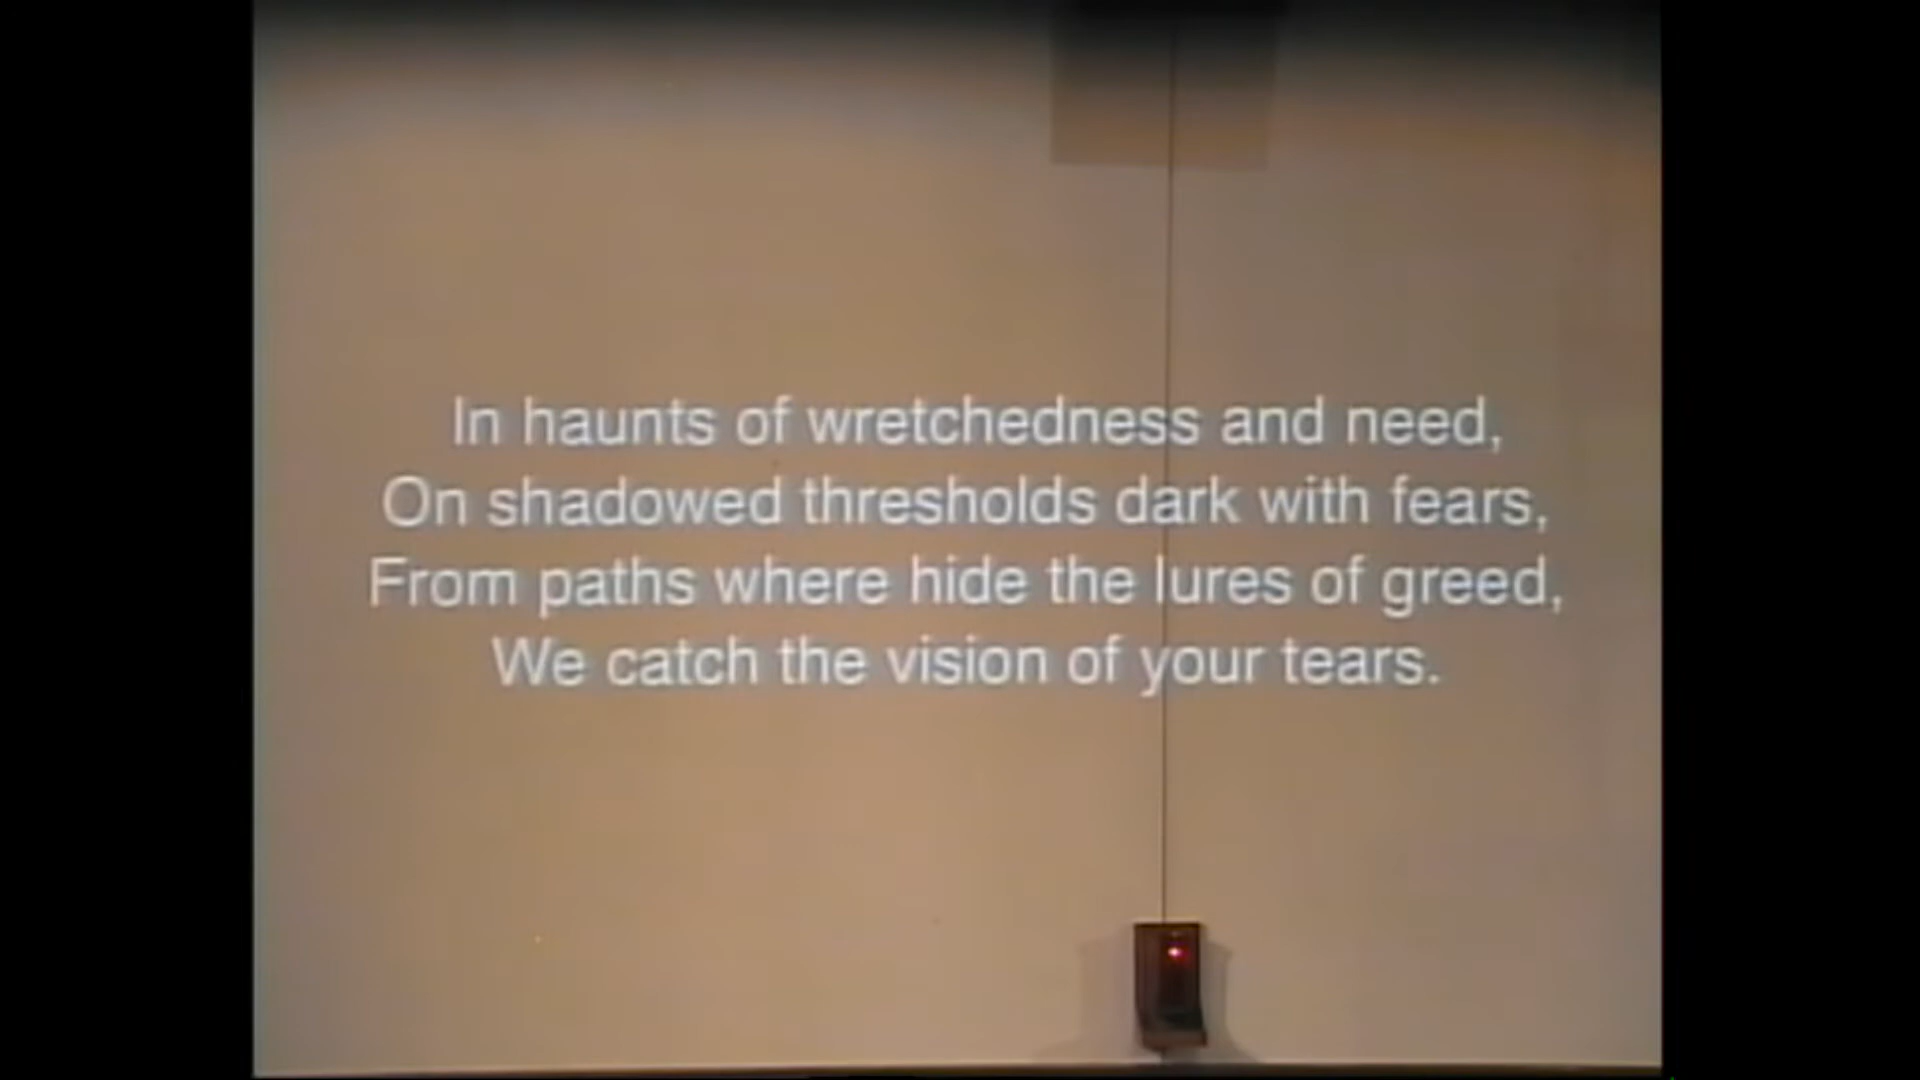 In haunts of wretchedness and need,
On shadowed thresholds dark with fears,
From paths where hide the lures of greed,
We catch the vision of your tears.